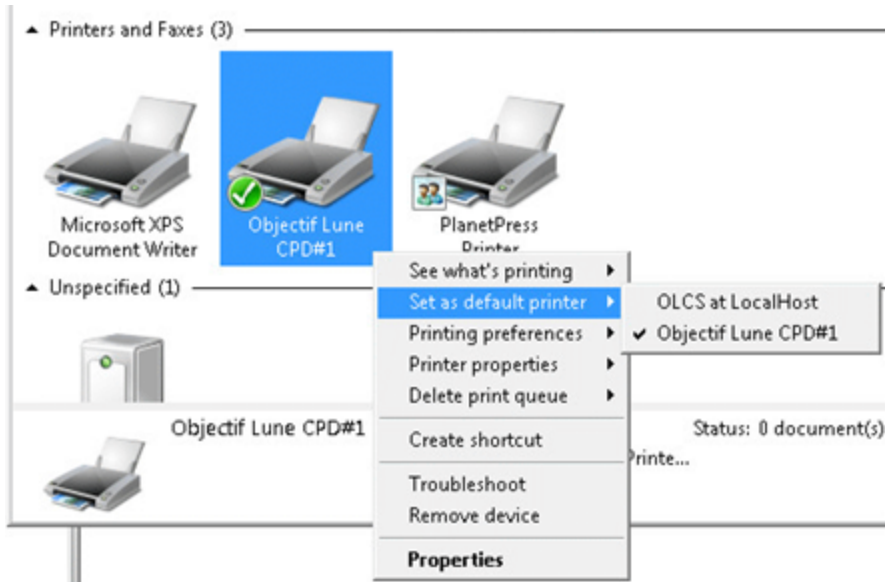 Printers and Faxes (3)
Microsoft XPS
Document Writer
Objectif Lune
CPD#1
PlanetPress
Printer
Unspecified (1)
See what's printing
Set as default printer
Printing preferences
Printer properties
Delete print queue
Create shortcut
Troubleshoot
Remove device
Properties
OLCS at LocalHost
Objectif Lune CPD#1
Objectif Lune CPD#1
Status: 0 document(s)
Printe...